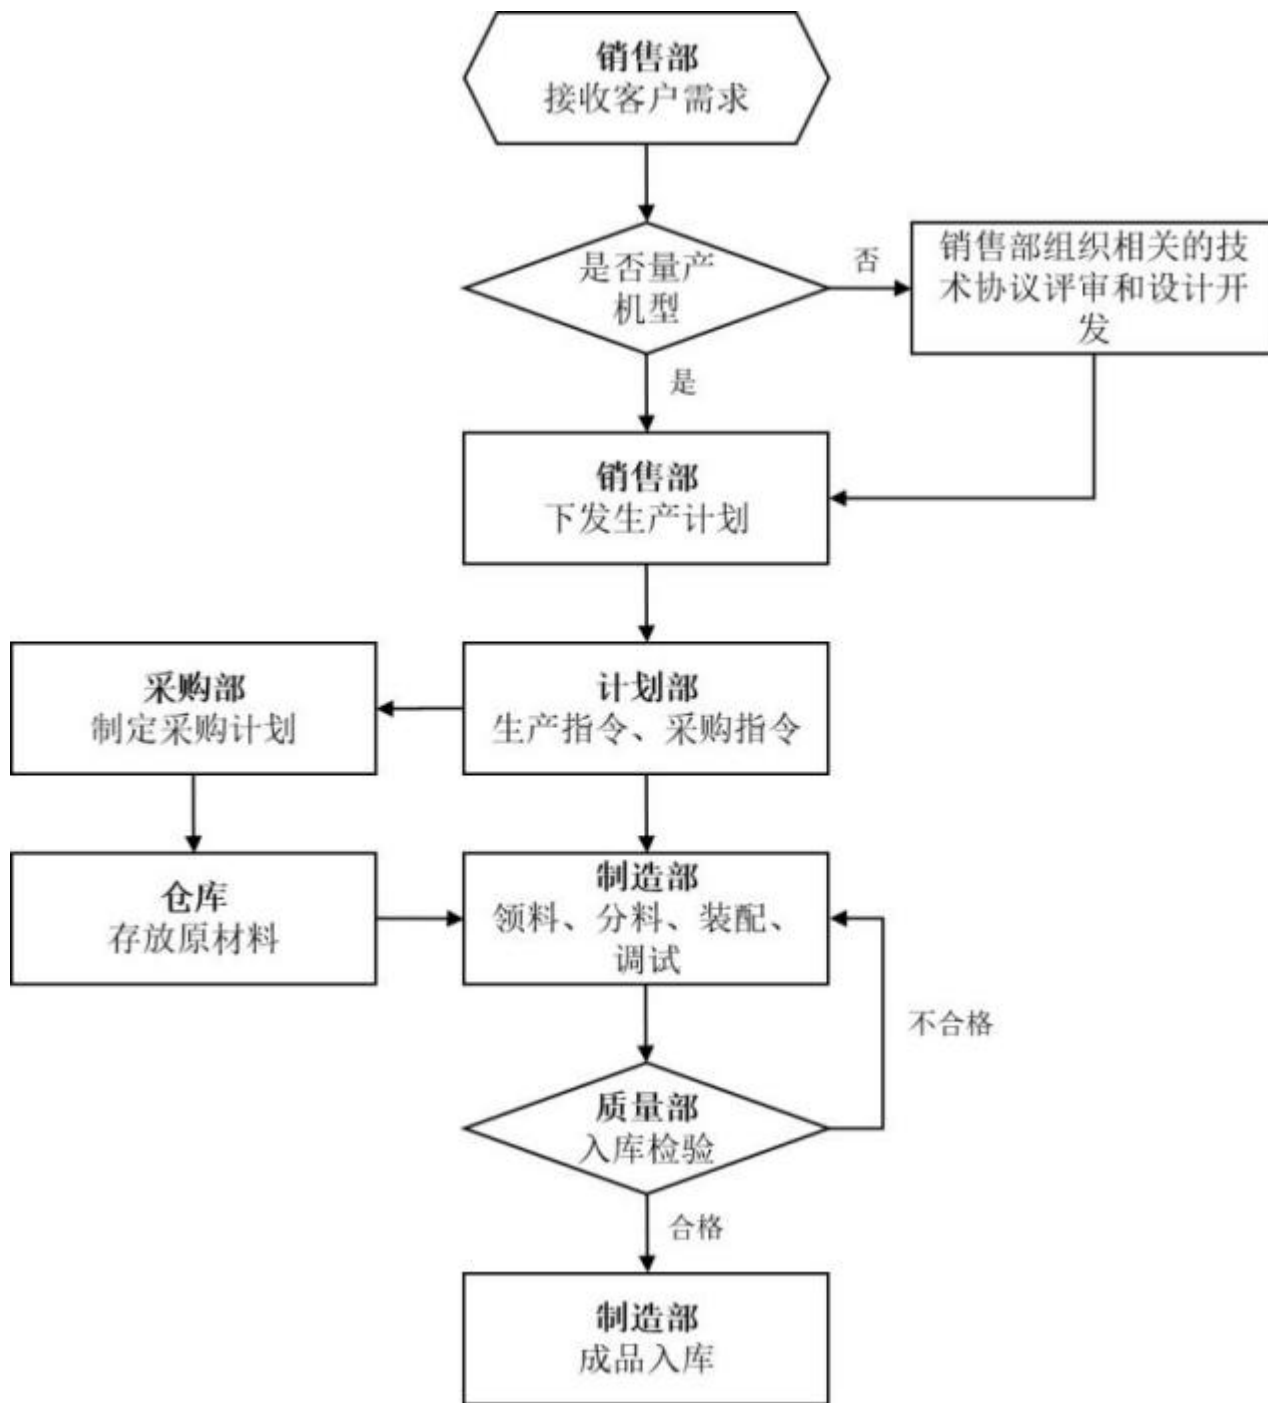 销售部
接收客户需求
是否量产
机型
否
销售部组织相关的技
术协议评审和设计开
发
是
销售部
下发生产计划
采购部
制定采购计划
计划部
生产指令、采购指令
仓库
存放原材料
制造部
领料、分料、装配、
调试
不合格
质量部
入库检验
合格
制造部
成品入库